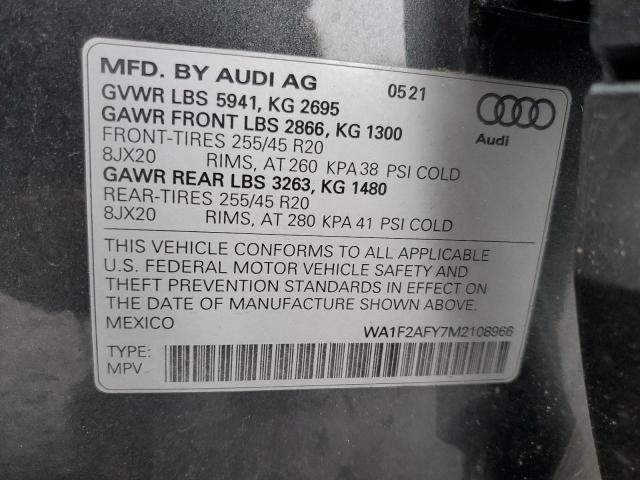 MFD. BY AUDI AG 05 21
GVWR LBS 5941, KG 2695
GAWR FRONT LBS 2866, KG 1300
FRONT-TIRES 255/45 R20
8JX20 RIMS, AT 260 KPA 38 PSI COLD
GAWR REAR LBS 3263, KG 1480
REAR-TIRES 255/45 R20
8JX20 RIMS, AT 280 KPA 41 PSI COLD
Audi
THIS VEHICLE CONFORMS TO ALL APPLICABLE
U.S. FEDERAL MOTOR VEHICLE SAFETY AND
THEFT PREVENTION STANDARDS IN EFFECT ON
THE DATE OF MANUFACTURE SHOWN ABOVE.
MEXICO WA1F2AFY7M2108966
TYPE:
MPV